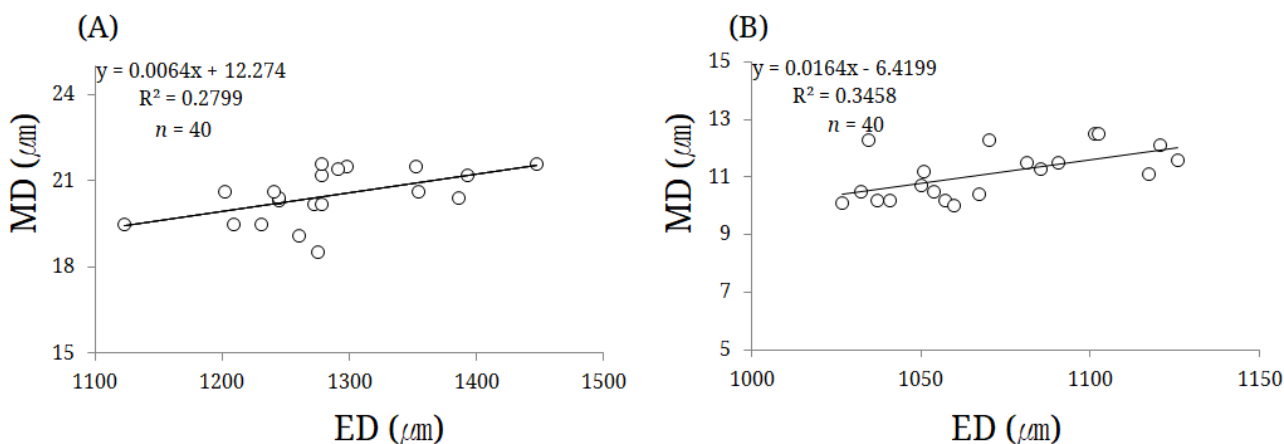 (A)
y = 0.0064x + 12.274
R² = 0.2799
n = 40
24
21
18
15
1100
1200
1300
1400
1500
MD (㎛)
ED (㎛)
(B)
y = 0.0164x - 6.4199
R² = 0.3458
n = 40
15
13
11
9
7
5
1000
1050
1100
1150
MD (㎛)
ED (㎛)